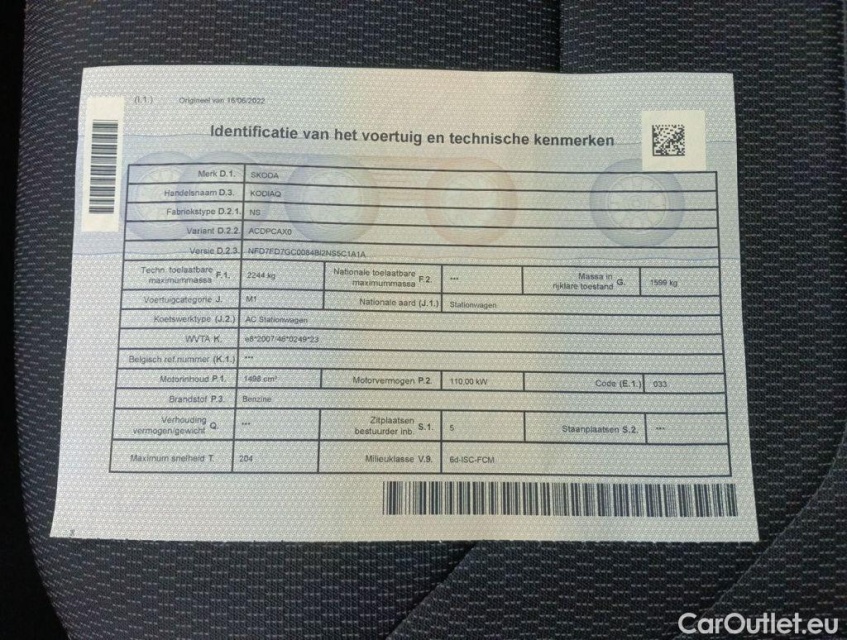 (I.1.) Origineel van 16/06/2022
Identificatie van het voertuig en technische kenmerken
Merk D.1. SKODA
Handelsnaam D.3. KODIAQ
Fabriekstype D.2.1. NS
Variant D.2.2. ACDPCAX0
Versie D.2.3. NFD7FD7GC0084BI2NS5C1A1A
Techn. toelaatbare maximummassa F.1. 2244 kg Nationale toelaatbare maximummassa F.2. *** Massa in rijklare toestand G. 1599 kg
Voertuigcategorie J. M1 Nationale aard (J.1.) Stationwagen
Koetswerktype (J.2.) AC Stationwagen
WVTA K. e8*2007/46*0249*23
Belgisch ref.nummer (K.1.) ***
Motorinhoud P.1. 1498 cm³ Motorvermogen P.2. 110,00 kW Code (E.1.) 033
Brandstof P.3. Benzine
Verhouding vermogen/gewicht Q. *** Zitplaatsen bestuurder inb. S.1. 5 Staanplaatsen S.2. ***
Maximum snelheid T. 204 Milieuklasse V.9. 6d-ISC-FCM
CarOutlet.eu